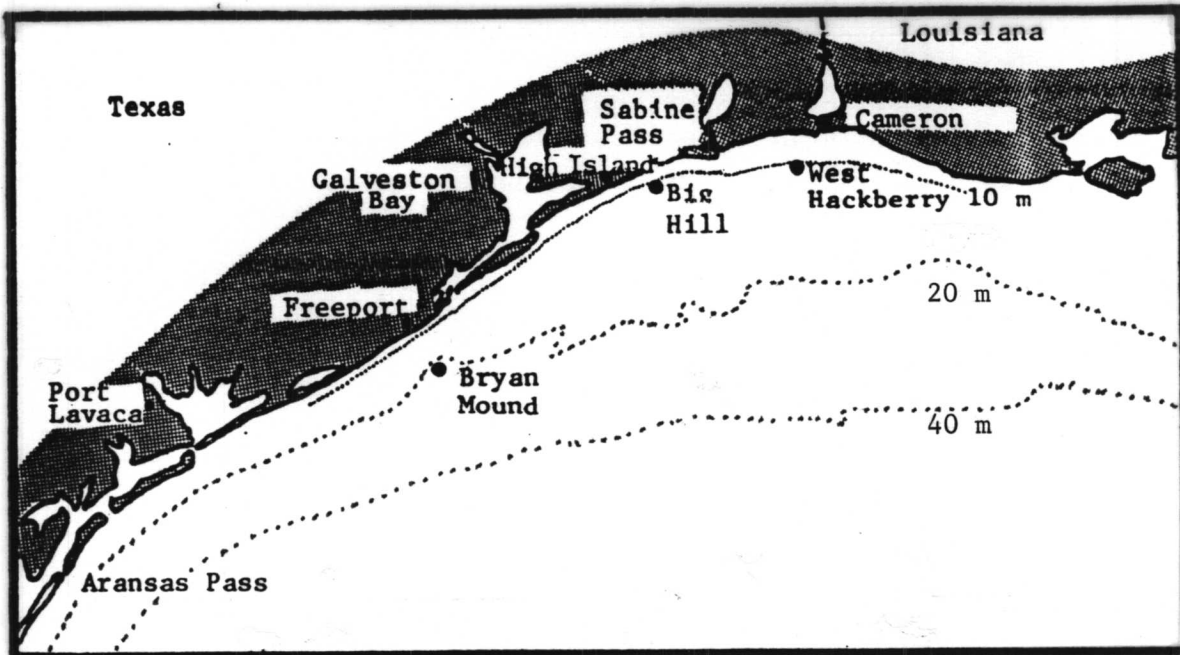 Louisiana
Texas
Sabine
Pass
Cameron
High Island
Galveston
Bay
West
Hackberry 10 m
Big
Hill
Freeport
20 m
Bryan
Mound
Port
Lavaca
40 m
Aransas Pass